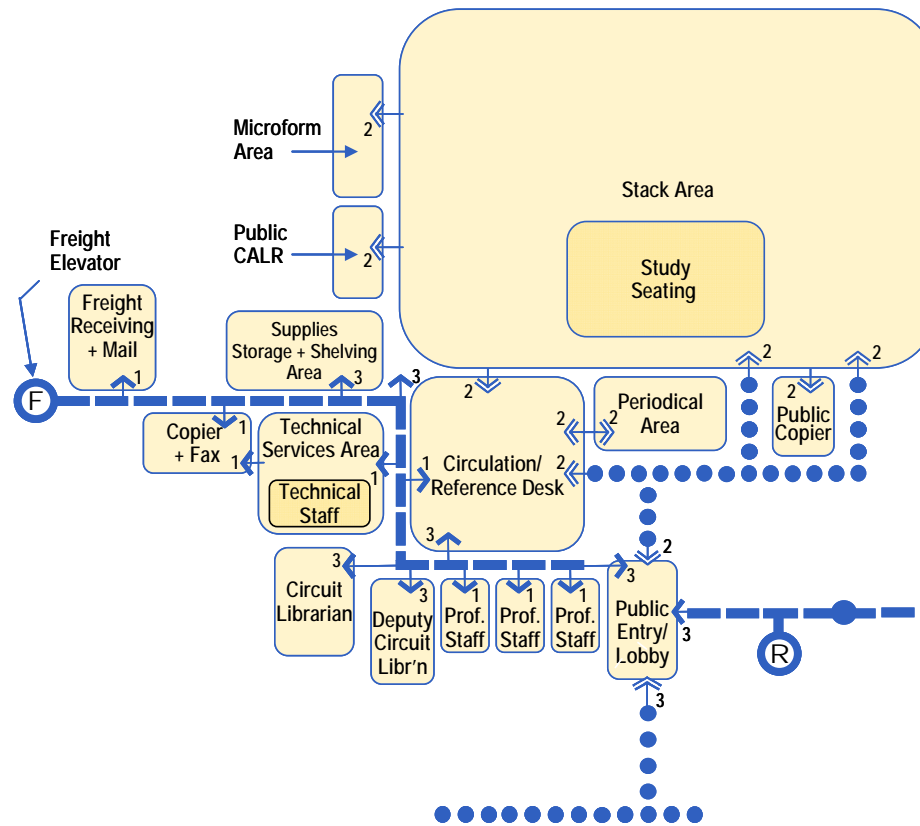 Microform
Area
2
Stack Area
Public
CALR
2
Study
Seating
Freight
Elevator
Freight
Receiving
+ Mail
1
Supplies
Storage + Shelving
Area
3
3
2
2
2
2
F
Copier
+ Fax
1
1
Technical
Services Area
1
Technical
Staff
1
Circulation/
Reference Desk
2
2
3
2
Periodical
Area
Public
Copier
3
Circuit
Librarian
3
Deputy
Circuit
Libr'n
1
Prof.
Staff
1
Prof.
Staff
1
Prof.
Staff
2
3
Public
Entry/
Lobby
3
3
R